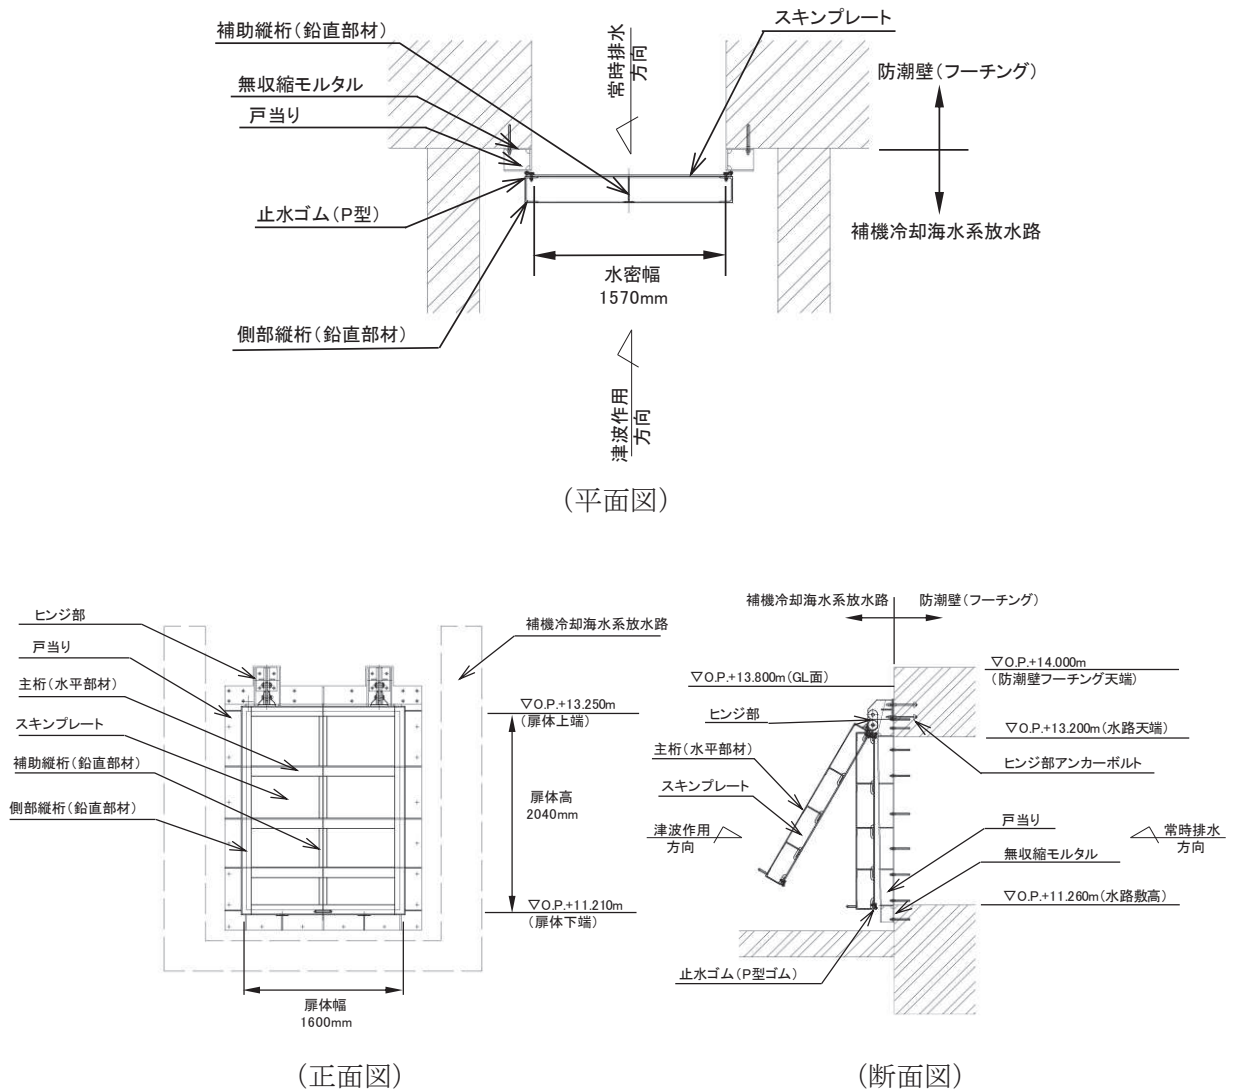 補助縦桁(鉛直部材)
スキンプレート
常時排水
方向
無収縮モルタル
防潮壁(フーチング)
戸当り
止水ゴム(P型)
補機冷却海水系放水路
水密幅
1570mm
側部縦桁(鉛直部材)
津波作用
方向
(平面図)
ヒンジ部
戸当り
主桁(水平部材)
スキンプレート
補助縦桁(鉛直部材)
側部縦桁(鉛直部材)
補機冷却海水系放水路
▽O.P.+13.250m
(扉体上端)
扉体高
2040mm
▽O.P.+11.210m
(扉体下端)
扉体幅
1600mm
(正面図)
補機冷却海水系放水路
防潮壁(フーチング)
▽O.P.+13.800m(GL面)
▽O.P.+14.000m
(防潮壁フーチング天端)
ヒンジ部
▽O.P.+13.200m(水路天端)
主桁(水平部材)
ヒンジ部アンカーボルト
スキンプレート
戸当り
津波作用
方向
常時排水
方向
無収縮モルタル
▽O.P.+11.260m(水路敷高)
止水ゴム(P型ゴム)
(断面図)